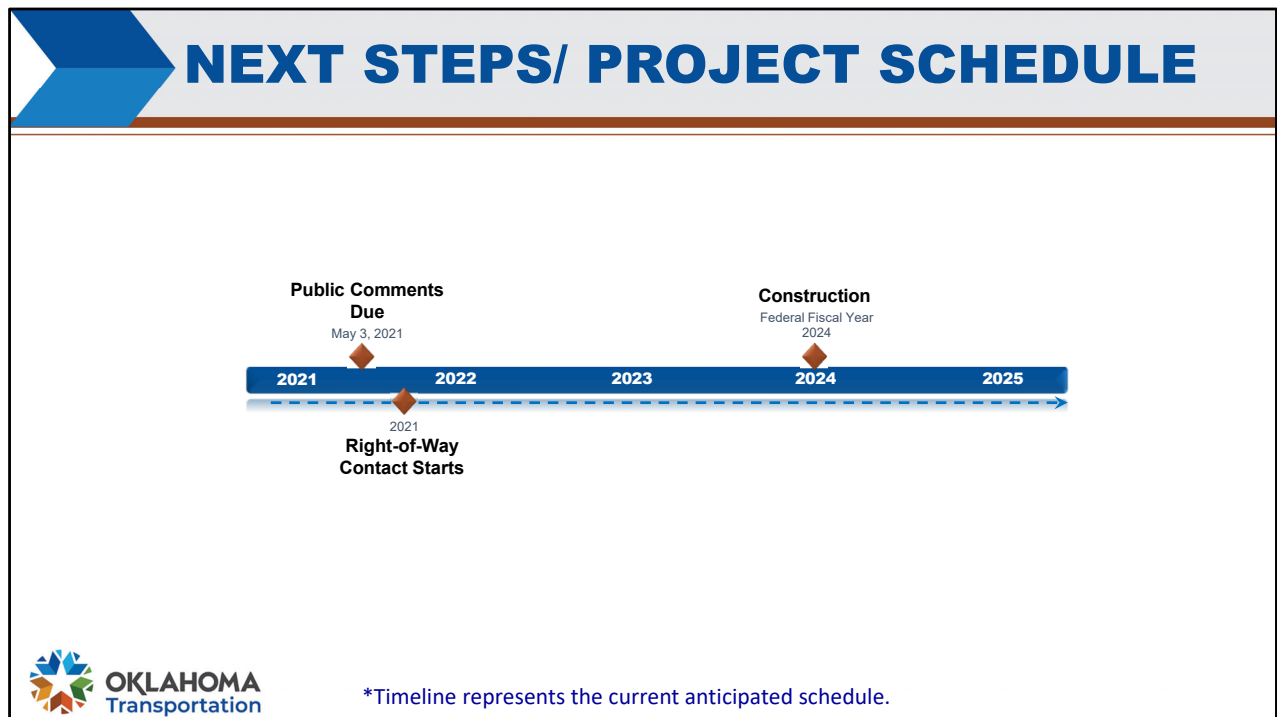 NEXT STEPS/ PROJECT SCHEDULE
Public Comments
Due
May 3, 2021
Construction
Federal Fiscal Year
2024
2021 2022 2023 2024 2025
2021
Right-of-Way
Contact Starts
OKLAHOMA
Transportation
*Timeline represents the current anticipated schedule.